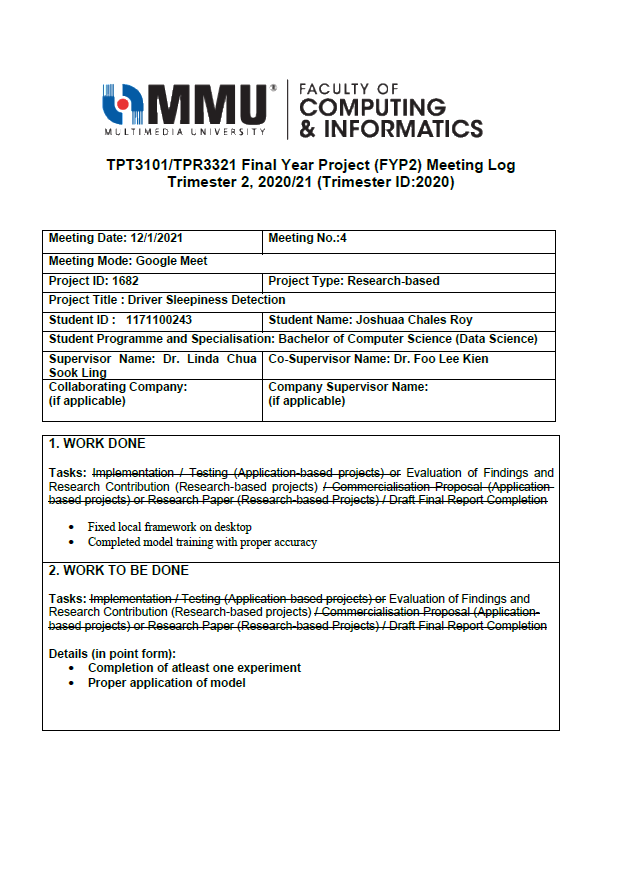 MMU®
MULTIMEDIA UNIVERSITY
FACULTY OF
COMPUTING
& INFORMATICS
TPT3101/TPR3321 Final Year Project (FYP2) Meeting Log
Trimester 2, 2020/21 (Trimester ID:2020)
Meeting Date: 12/1/2021 Meeting No.:4
Meeting Mode: Google Meet
Project ID: 1682 Project Type: Research-based
Project Title : Driver Sleepiness Detection
Student ID : 1171100243 Student Name: Joshuaa Chales Roy
Student Programme and Specialisation: Bachelor of Computer Science (Data Science)
Supervisor Name: Dr. Linda Chua
Sook Ling
Co-Supervisor Name: Dr. Foo Lee Kien
Collaborating Company:
(if applicable)
Company Supervisor Name:
(if applicable)
1. WORK DONE
Tasks: Implementation / Testing (Application-based projects) or Evaluation of Findings and
Research Contribution (Research-based projects) / Commercialisation Proposal (Application-
based projects) or Research Paper (Research-based Projects) / Draft Final Report Completion
• Fixed local framework on desktop
• Completed model training with proper accuracy
2. WORK TO BE DONE
Tasks: Implementation / Testing (Application-based projects) or Evaluation of Findings and
Research Contribution (Research-based projects) / Commercialisation Proposal (Application-
based projects) or Research Paper (Research-based Projects) / Draft Final Report Completion
Details (in point form):
• Completion of atleast one experiment
• Proper application of model